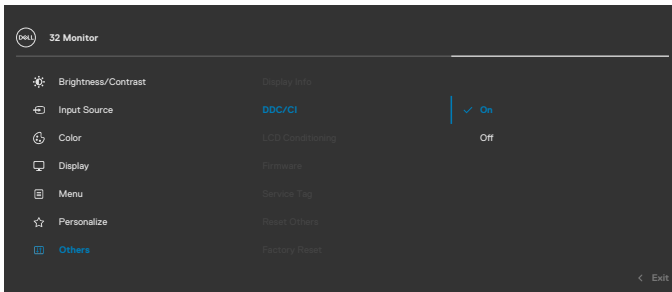 DELL
32 Monitor
Brightness/Contrast
Display Info
Input Source
DDC/CI
On
Color
LCD Conditioning
Off
Display
Firmware
Menu
Service Tag
Personalize
Reset Others
Others
Factory Reset
Exit